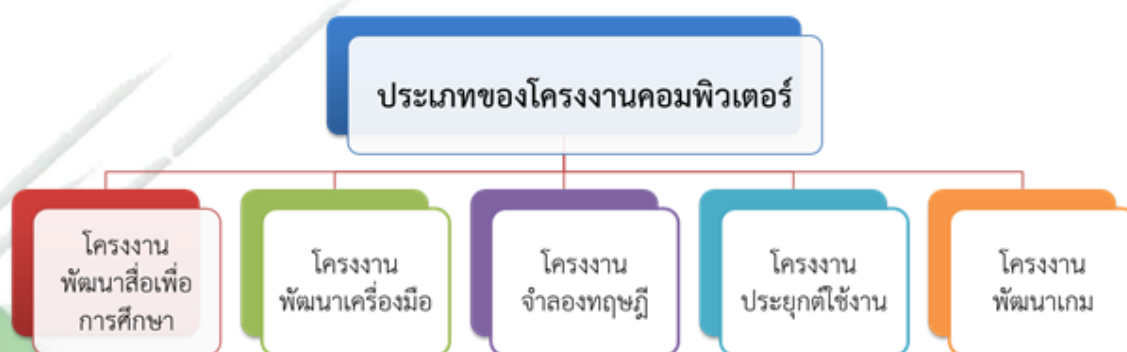 ประเภทของโครงงานคอมพิวเตอร์
โครงงาน
พัฒนาสื่อเพื่อ
การศึกษา
โครงงาน
พัฒนาเครื่องมือ
โครงงาน
จำลองทฤษฎี
โครงงาน
ประยุกต์ใช้งาน
โครงงาน
พัฒนาเกม